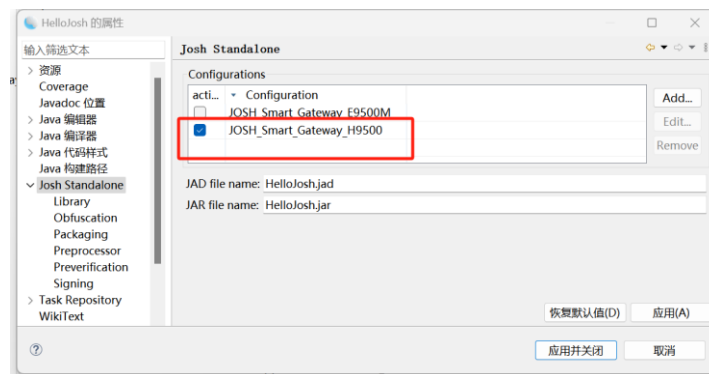 HelloJosh 的属性
输入筛选文本
资源
Coverage
Javadoc 位置
Java 编辑器
Java 编译器
Java 代码样式
Java 构建路径
Josh Standalone
Library
Obfuscation
Packaging
Preprocessor
Preverification
Signing
Task Repository
WikiText
Josh Standalone
Configurations
acti... Configuration
JOSH_Smart_Gateway_E9500M
JOSH_Smart_Gateway_H9500
Add...
Edit...
Remove
JAD file name: HelloJosh.jad
JAR file name: HelloJosh.jar
恢复默认值(D) 应用(A)
应用并关闭 取消